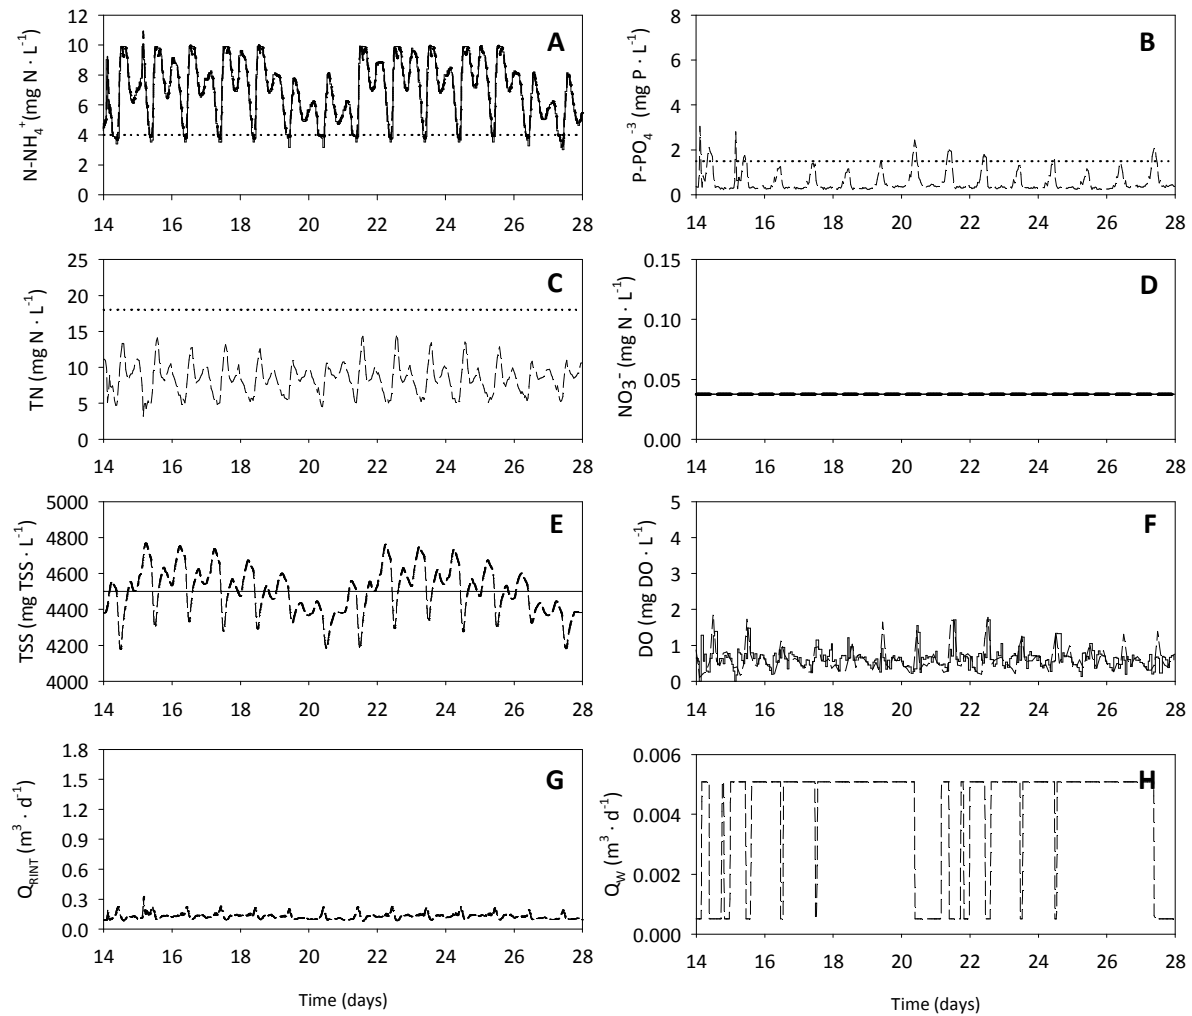 A
N-NH4+ (mg N · L-1)
12
10
8
6
4
2
0
14 16 18 20 22 24 26 28
B
P-PO4-3 (mg P · L-1)
8
6
4
2
0
14 16 18 20 22 24 26 28
C
TN (mg N · L-1)
25
20
15
10
5
0
14 16 18 20 22 24 26 28
D
NO3- (mg N · L-1)
0.15
0.10
0.05
0.00
14 16 18 20 22 24 26 28
E
TSS (mg TSS · L-1)
5000
4800
4600
4400
4200
4000
14 16 18 20 22 24 26 28
F
DO (mg DO · L-1)
5
4
3
2
1
0
14 16 18 20 22 24 26 28
G
QRINT (m3 · d-1)
1.8
1.5
1.2
0.9
0.6
0.3
0.0
14 16 18 20 22 24 26 28
Time (days)
H
QW (m3 · d-1)
0.006
0.004
0.002
0.000
14 16 18 20 22 24 26 28
Time (days)